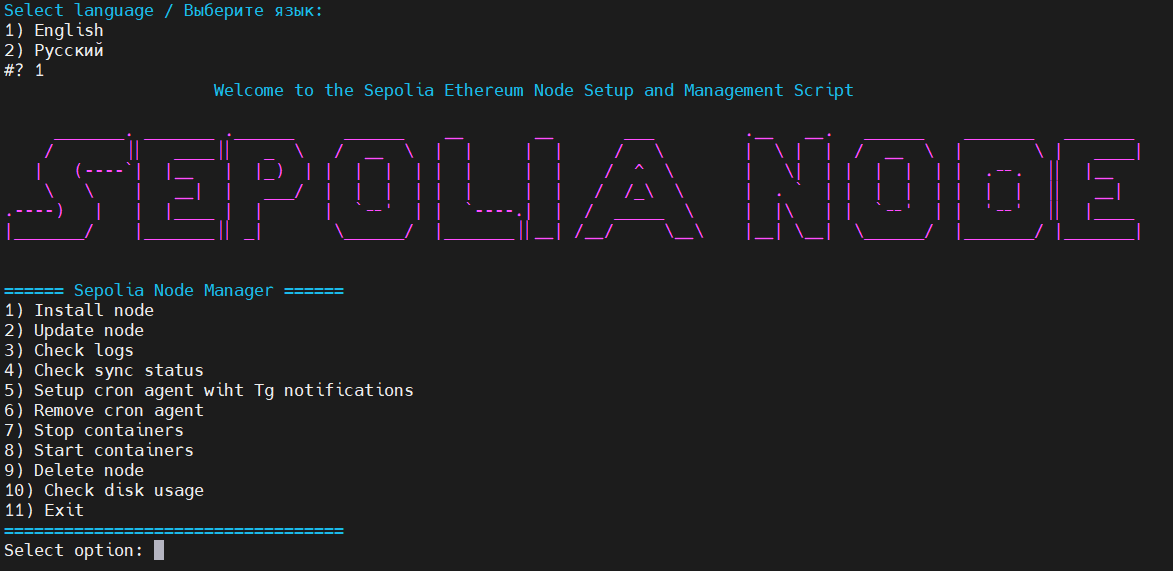 Select language / Выберите язык:
1) English
2) Русский
#? 1
Welcome to the Sepolia Ethereum Node Setup and Management Script
SEPOLIA NODE
====== Sepolia Node Manager ======
1) Install node
2) Update node
3) Check logs
4) Check sync status
5) Setup cron agent wiht Tg notifications
6) Remove cron agent
7) Stop containers
8) Start containers
9) Delete node
10) Check disk usage
11) Exit
==================================
Select option: